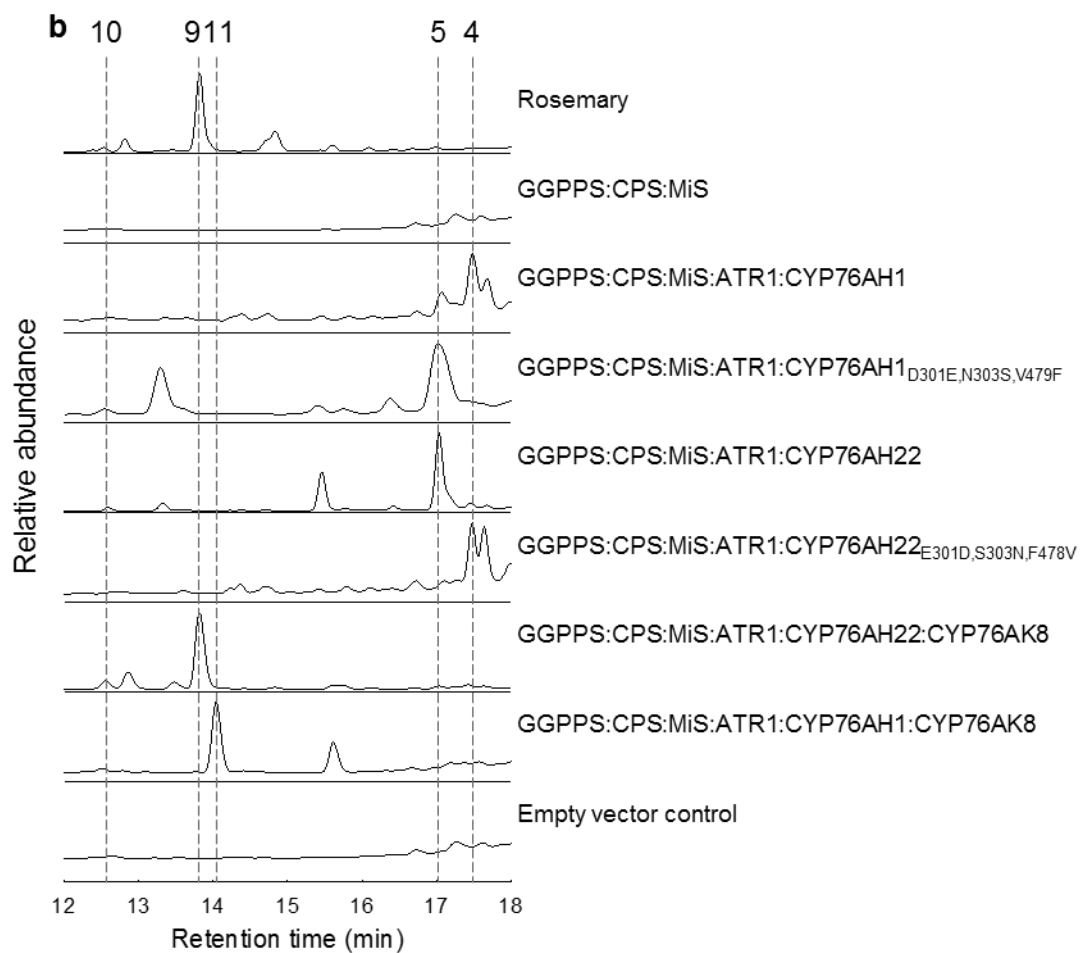 b
10 9 11 5 4
Rosemary
GGPPS:CPS:MiS
GGPPS:CPS:MiS:ATR1:CYP76AH1
GGPPS:CPS:MiS:ATR1:CYP76AH1D301E,N303S,V479F
GGPPS:CPS:MiS:ATR1:CYP76AH22
GGPPS:CPS:MiS:ATR1:CYP76AH22E301D,S303N,F478V
GGPPS:CPS:MiS:ATR1:CYP76AH22:CYP76AK8
GGPPS:CPS:MiS:ATR1:CYP76AH1:CYP76AK8
Empty vector control
Relative abundance
12 13 14 15 16 17 18
Retention time (min)